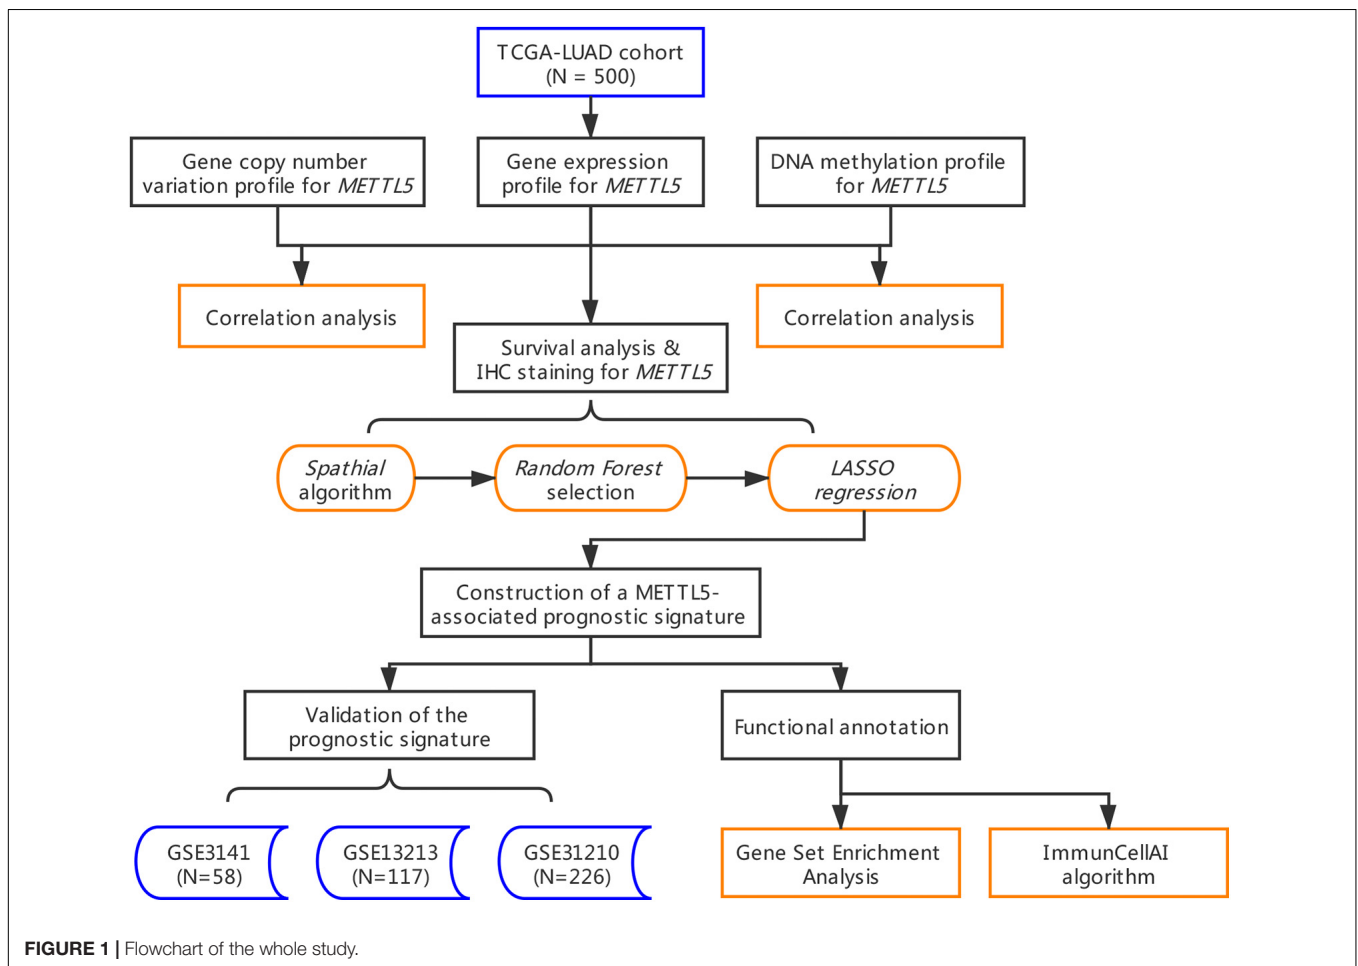 TCGA-LUAD cohort
(N = 500)
Gene copy number
variation profile for METTL5
Gene expression
profile for METTL5
DNA methylation profile
for METTL5
Correlation analysis
Correlation analysis
Survival analysis &
IHC staining for METTL5
Spathial
algorithm
Random Forest
selection
LASSO
regression
Construction of a METTL5-
associated prognostic signature
Validation of the
prognostic signature
Functional annotation
GSE3141
(N=58)
GSE13213
(N=117)
GSE31210
(N=226)
Gene Set Enrichment
Analysis
ImmunCellAI
algorithm
FIGURE 1 | Flowchart of the whole study.